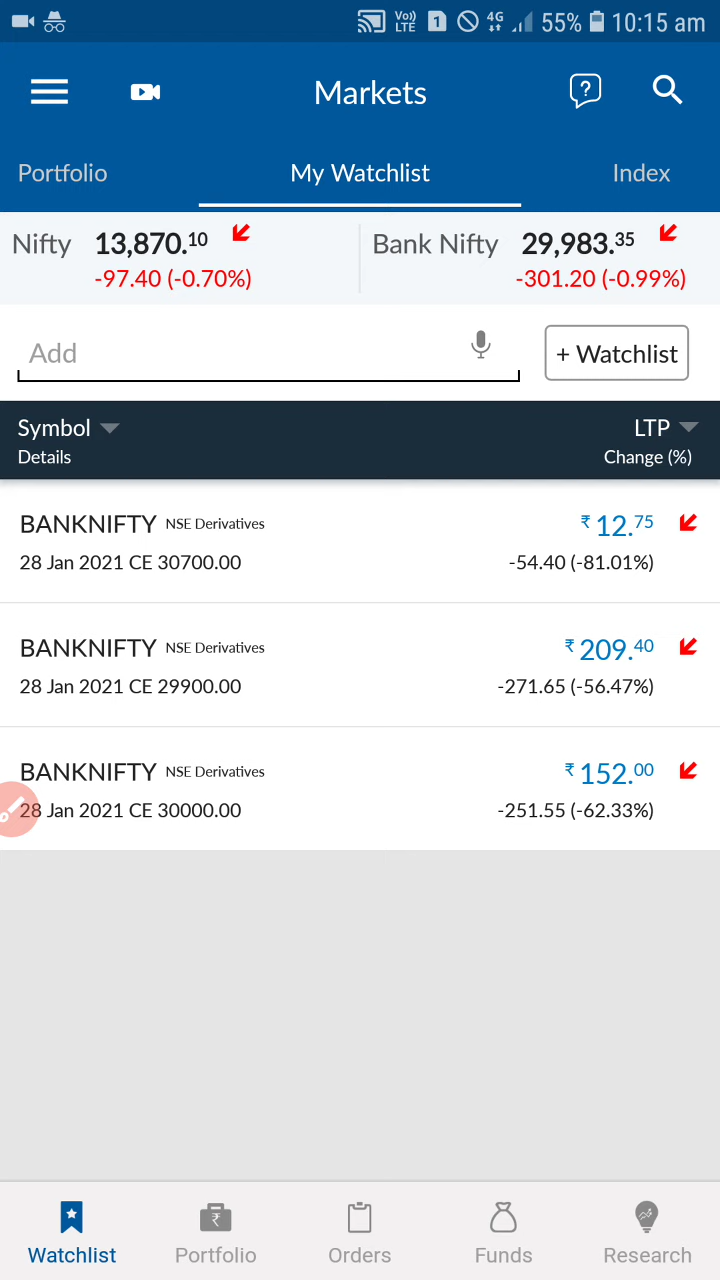 Vo)) LTE 1 4G 55% 10:15 am
Markets ?
Portfolio My Watchlist Index
Nifty 13,870.10 Bank Nifty 29,983.35
-97.40 (-0.70%) -301.20 (-0.99%)
Add + Watchlist
Symbol LTP
Details Change (%)
BANKNIFTY NSE Derivatives ₹ 12.75
28 Jan 2021 CE 30700.00 -54.40 (-81.01%)
BANKNIFTY NSE Derivatives ₹ 209.40
28 Jan 2021 CE 29900.00 -271.65 (-56.47%)
BANKNIFTY NSE Derivatives ₹ 152.00
28 Jan 2021 CE 30000.00 -251.55 (-62.33%)
₹
Watchlist Portfolio Orders Funds Research